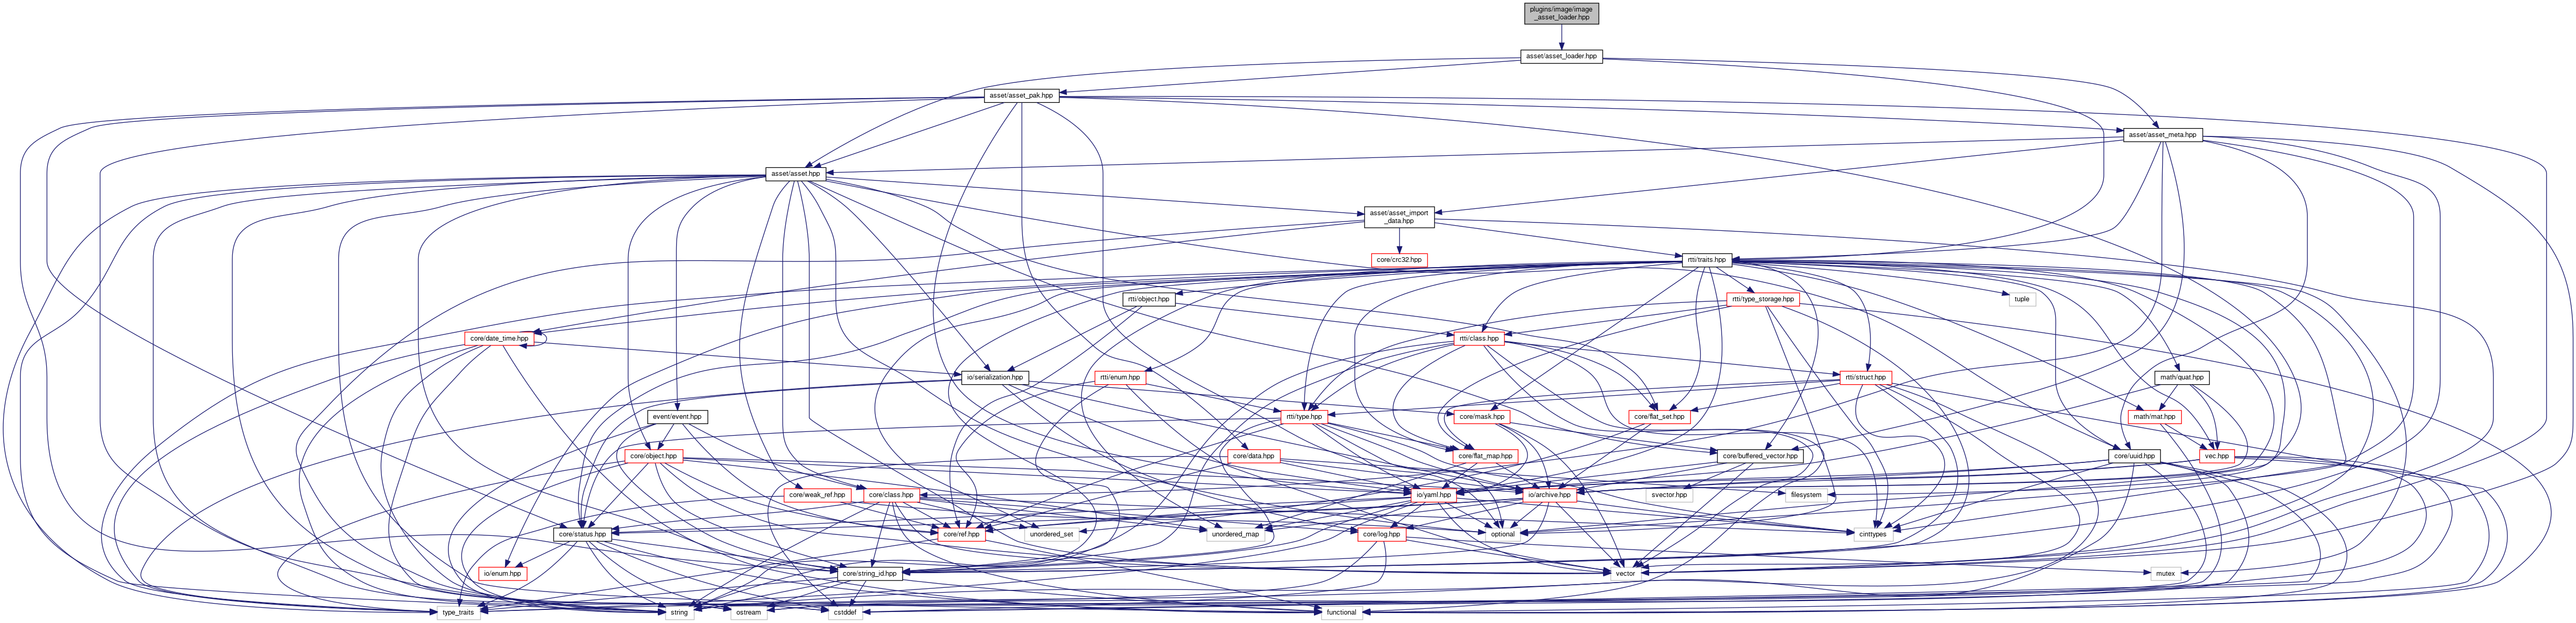 plugins/image/image
_asset_loader.hpp
asset/asset_loader.hpp
asset/asset_pak.hpp
asset/asset_meta.hpp
asset/asset.hpp
asset/asset_import
_data.hpp
core/crc32.hpp
rtti/traits.hpp
rtti/object.hpp
rtti/type_storage.hpp
tuple
core/date_time.hpp
rtti/class.hpp
io/serialization.hpp
rtti/enum.hpp
rtti/struct.hpp
math/quat.hpp
event/event.hpp
rtti/type.hpp
core/mask.hpp
core/flat_set.hpp
math/mat.hpp
core/object.hpp
core/data.hpp
core/flat_map.hpp
core/buffered_vector.hpp
core/uuid.hpp
vec.hpp
core/weak_ref.hpp
core/class.hpp
io/yaml.hpp
io/archive.hpp
svector.hpp
filesystem
core/status.hpp
core/ref.hpp
unordered_set
unordered_map
core/log.hpp
optional
cinttypes
io/enum.hpp
core/string_id.hpp
vector
mutex
type_traits
string
ostream
cstddef
functional